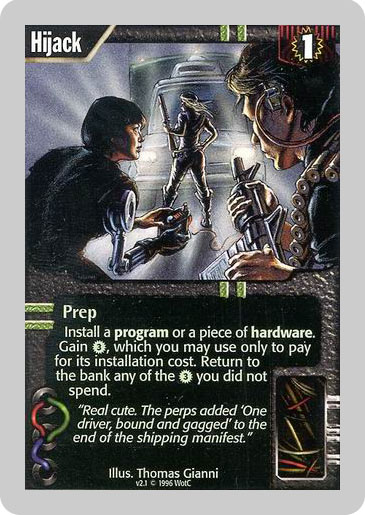 Hijack
1
Prep
Install a program or a piece of hardware.
Gain 3, which you may use only to pay
for its installation cost. Return to
the bank any of the 3 you did not
spend.
"Real cute. The perps added 'One
driver, bound and gagged' to the
end of the shipping manifest."
Illus. Thomas Gianni
v2.1 © 1996 WotC